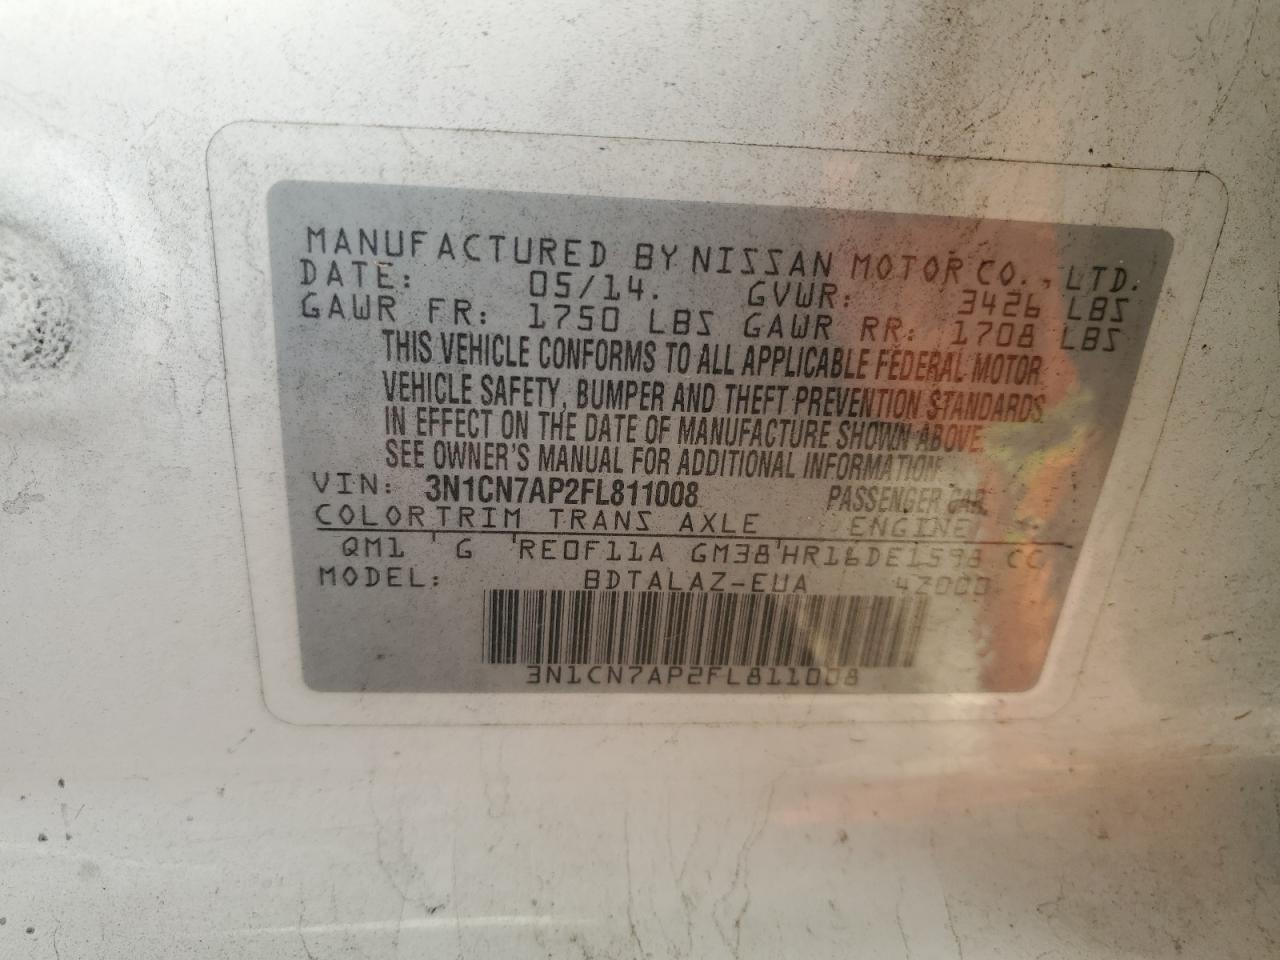 MANUFACTURED BY NISSAN MOTOR CO., LTD.
DATE: 05/14. GVWR: 3426 LBS
GAWR FR: 1750 LBS GAWR RR: 1708 LBS
THIS VEHICLE CONFORMS TO ALL APPLICABLE FEDERAL MOTOR
VEHICLE SAFETY, BUMPER AND THEFT PREVENTION STANDARDS
IN EFFECT ON THE DATE OF MANUFACTURE SHOWN ABOVE.
SEE OWNER'S MANUAL FOR ADDITIONAL INFORMATION.
VIN: 3N1CN7AP2FL811008 PASSENGER CAR
COLOR TRIM TRANS AXLE ENGINE
QM1 ' G ' RE0F11A GM38 ' HR16DE1598 CC
MODEL: BDTALAZ-EUA 4Z000
3N1CN7AP2FL811008